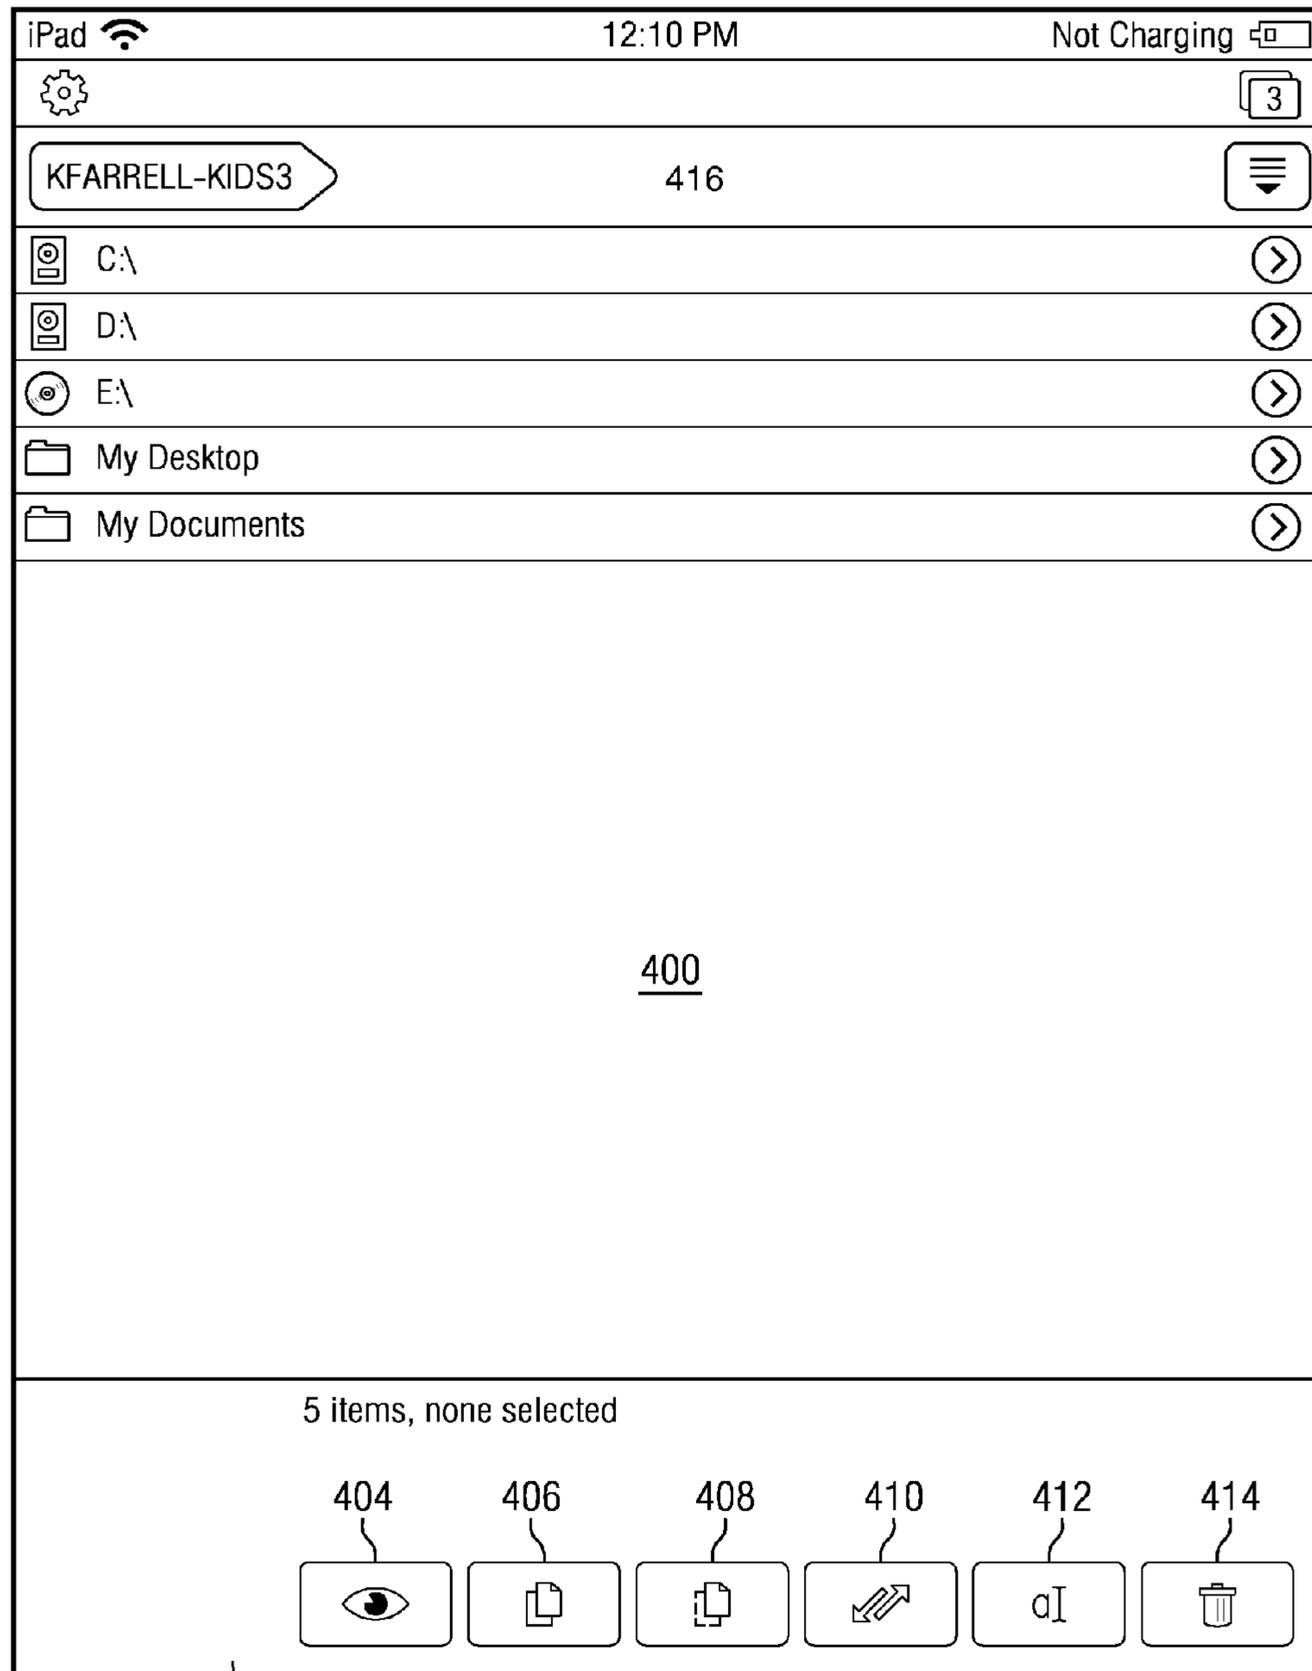 iPad 12:10 PM Not Charging
3
KFARRELL-KIDS3 416
C:\
D:\
E:\
My Desktop
My Documents
400
5 items, none selected
404 406 408 410 412 414
aI